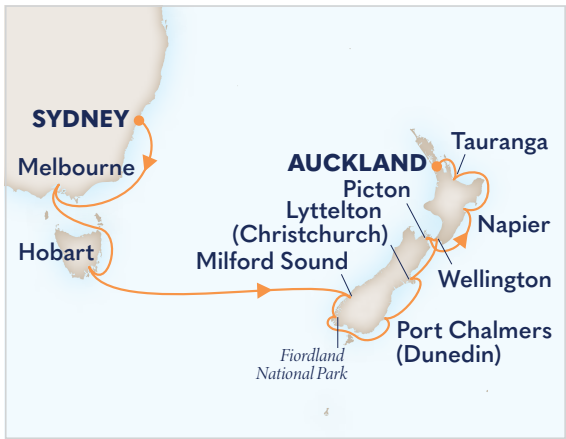 SYDNEY
Melbourne
Hobart
AUCKLAND
Tauranga
Picton
Lyttelton
(Christchurch)
Napier
Milford Sound
Wellington
Port Chalmers
(Dunedin)
Fiordland
National Park